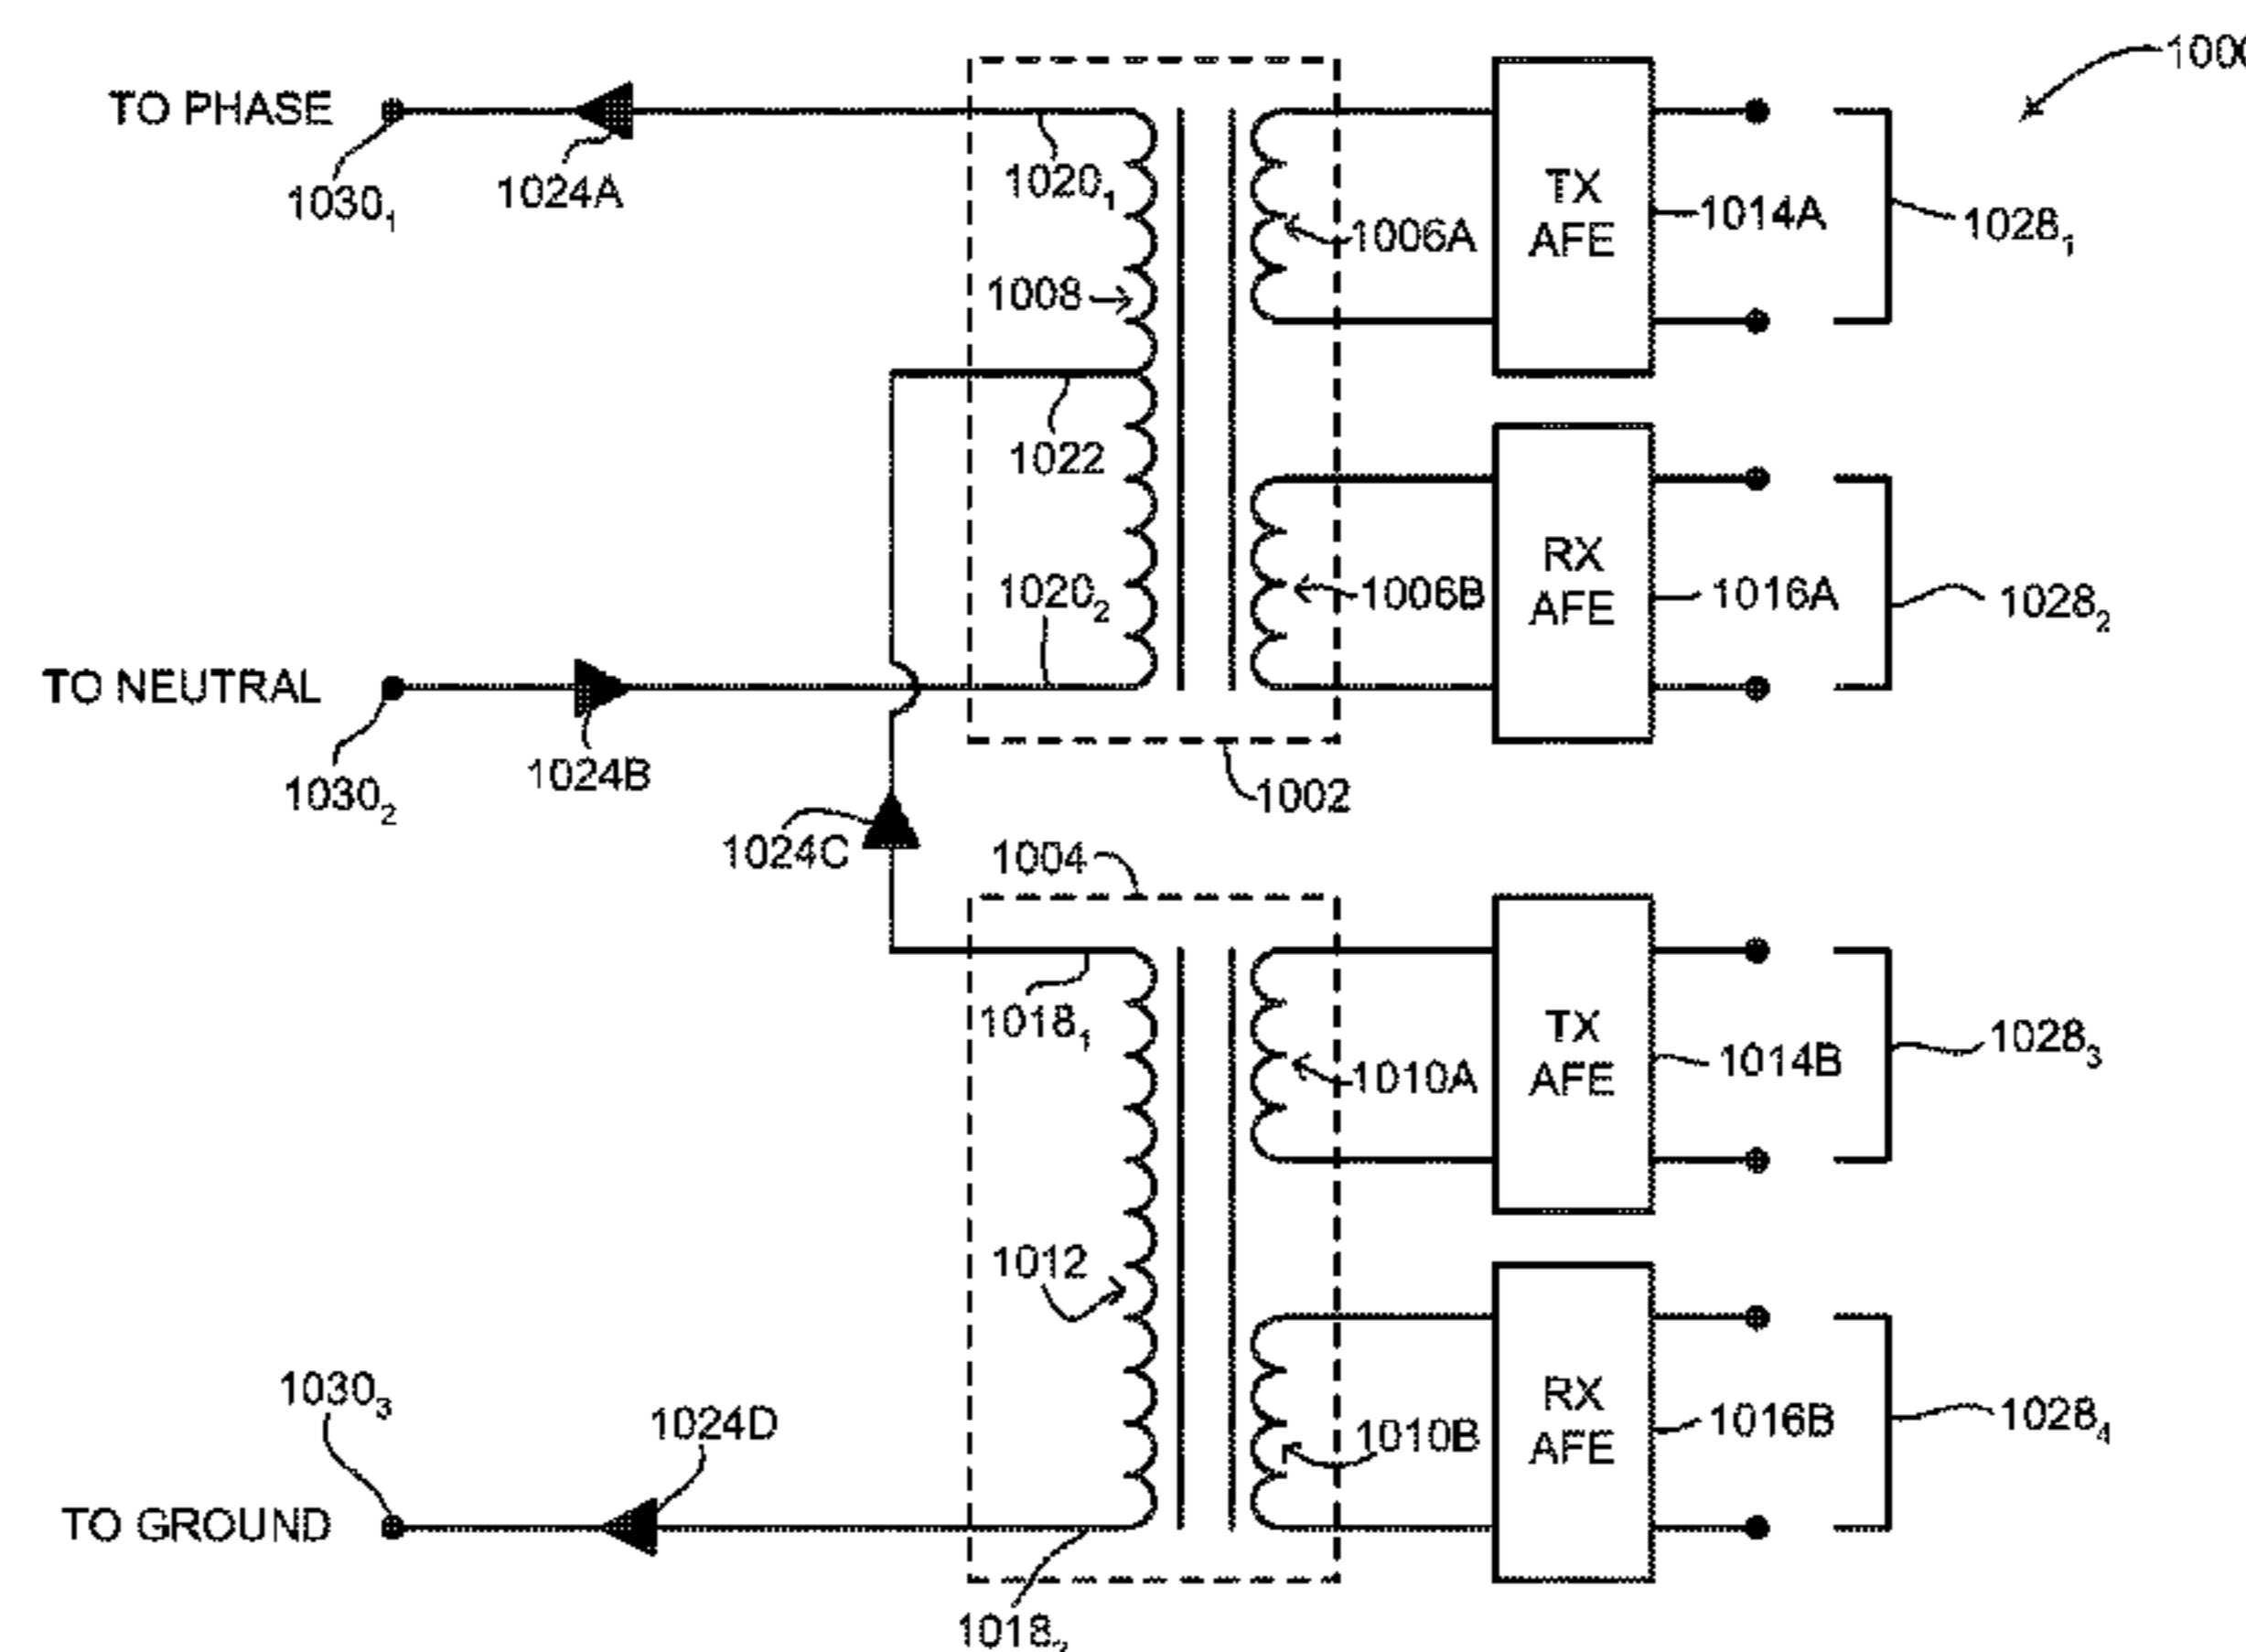 1000
TO PHASE
1030₁
1024A
1020₁
1008
1006A
TX
AFE
1014A
1028₁
1022
1020₂
1006B
RX
AFE
1016A
1028₂
TO NEUTRAL
1030₂
1024B
1002
1024C
1004
1018₁
1010A
TX
AFE
1014B
1028₃
1012
1010B
RX
AFE
1016B
1028₄
1030₃
1024D
TO GROUND
1018₂